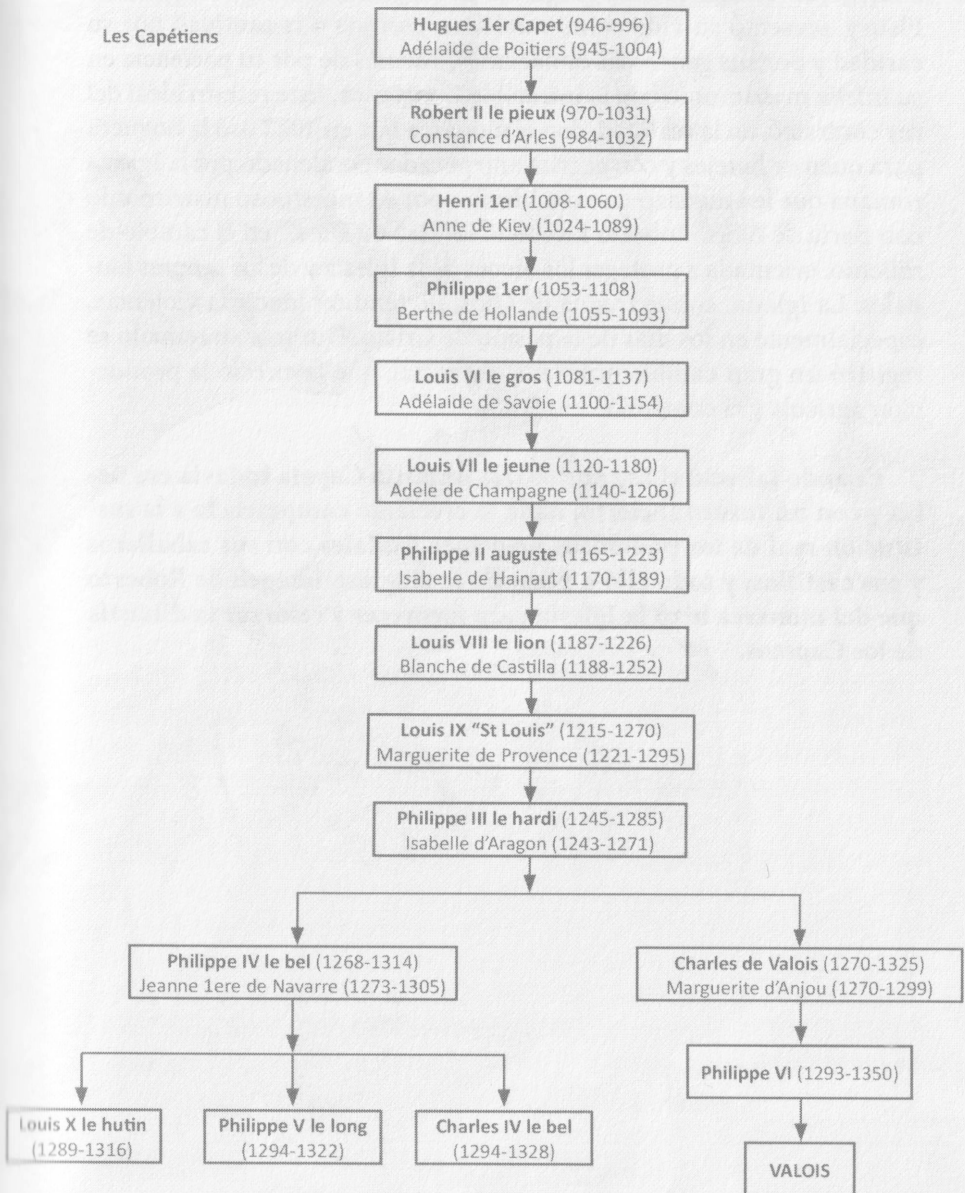 Les Capétiens
Hugues 1er Capet (946-996)
Adélaide de Poitiers (945-1004)
Robert II le pieux (970-1031)
Constance d'Arles (984-1032)
Henri 1er (1008-1060)
Anne de Kiev (1024-1089)
Philippe 1er (1053-1108)
Berthe de Hollande (1055-1093)
Louis VI le gros (1081-1137)
Adélaide de Savoie (1100-1154)
Louis VII le jeune (1120-1180)
Adele de Champagne (1140-1206)
Philippe II auguste (1165-1223)
Isabelle de Hainaut (1170-1189)
Louis VIII le lion (1187-1226)
Blanche de Castilla (1188-1252)
Louis IX “St Louis” (1215-1270)
Marguerite de Provence (1221-1295)
Philippe III le hardi (1245-1285)
Isabelle d'Aragon (1243-1271)
Philippe IV le bel (1268-1314)
Jeanne 1ere de Navarre (1273-1305)
Charles de Valois (1270-1325)
Marguerite d'Anjou (1270-1299)
Philippe VI (1293-1350)
Louis X le hutin
(1289-1316)
Philippe V le long
(1294-1322)
Charles IV le bel
(1294-1328)
VALOIS